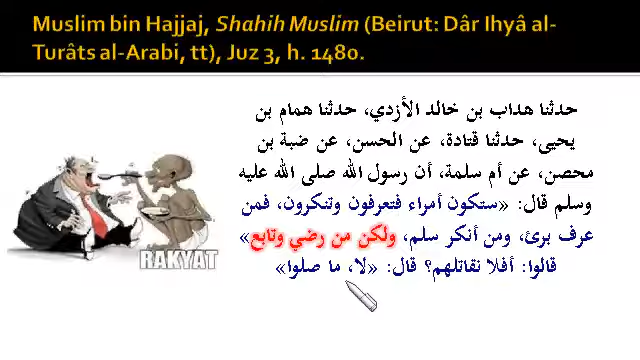 Muslim bin Hajjaj, Shahih Muslim (Beirut: Dâr Ihyâ al-
Turâts al-Arabi, tt), Juz 3, h. 1480.
حدثنا هداب بن خالد الأزدي، حدثنا همام بن
يحيى، حدثنا قتادة، عن الحسن، عن ضبة بن
محصن، عن أم سلمة، أن رسول الله صلى الله عليه
وسلم قال: «ستكون أمراء فتعرفون وتنكرون، فمن
عرف برئ، ومن أنكر سلم، ولكن من رضي وتابع»
قالوا: أفلا نقاتلهم؟ قال: «لا، ما صلوا»
RAKYAT